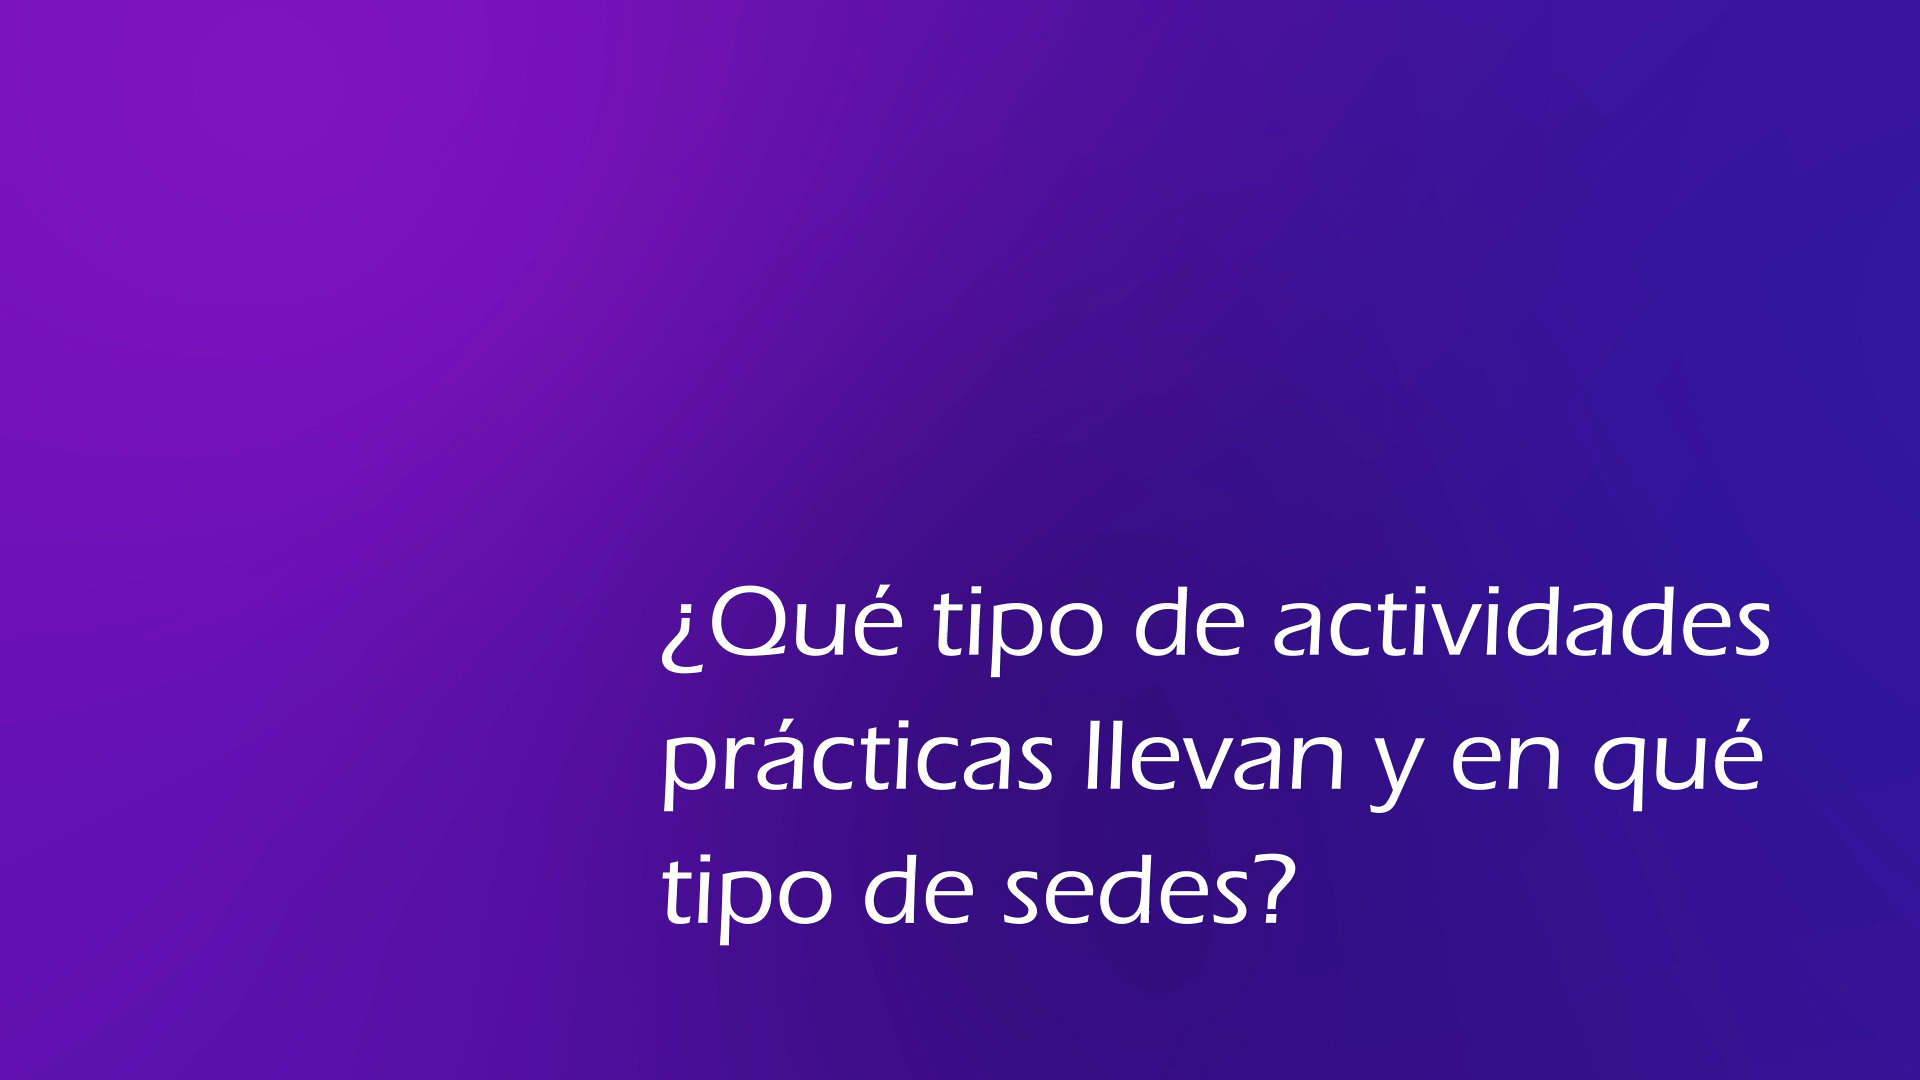 ¿Qué tipo de actividades
prácticas llevan y en qué
tipo de sedes?